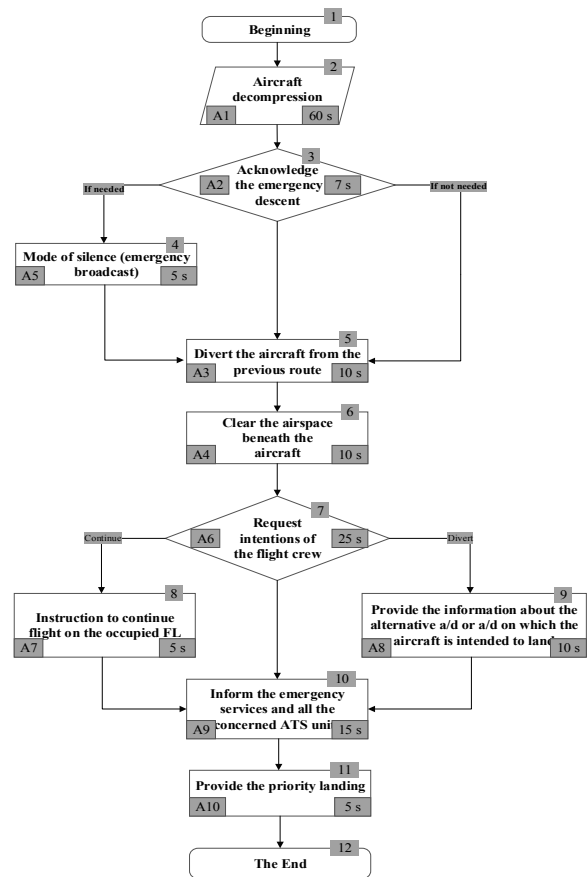 1
Beginning
2
Aircraft
decompression
A1 60 s
3
Acknowledge
the emergency
descent
A2 7 s
If needed
If not needed
4
Mode of silence (emergency
broadcast)
A5 5 s
5
Divert the aircraft from the
previous route
A3 10 s
6
Clear the airspace
beneath the
aircraft
A4 10 s
7
Request
intentions of
the flight crew
A6 25 s
Continue
Divert
8
Instruction to continue
flight on the occupied FL
A7 5 s
9
Provide the information about the
alternative a/d or a/d on which the
aircraft is intended to land
A8 10 s
10
Inform the emergency
services and all the
concerned ATS uni
A9 15 s
11
Provide the priority landing
A10 5 s
12
The End